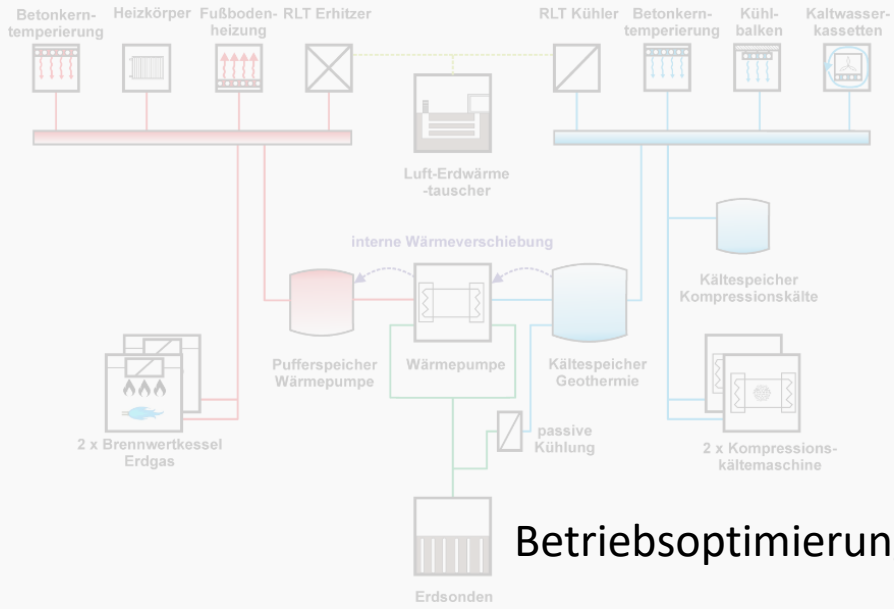 Betonkern-
temperierung
Heizkörper
Fußboden-
heizung
RLT Erhitzer
RLT Kühler
Betonkern-
temperierung
Kühl-
balken
Kaltwasser-
kassetten
Luft-Erdwärme
-tauscher
interne Wärmeverschiebung
Kältespeicher
Kompressionskälte
Pufferspeicher
Wärmepumpe
Wärmepumpe
Kältespeicher
Geothermie
2 x Brennwertkessel
Erdgas
passive
Kühlung
2 x Kompressions-
kältemaschine
Betriebsoptimierun
Erdsonden